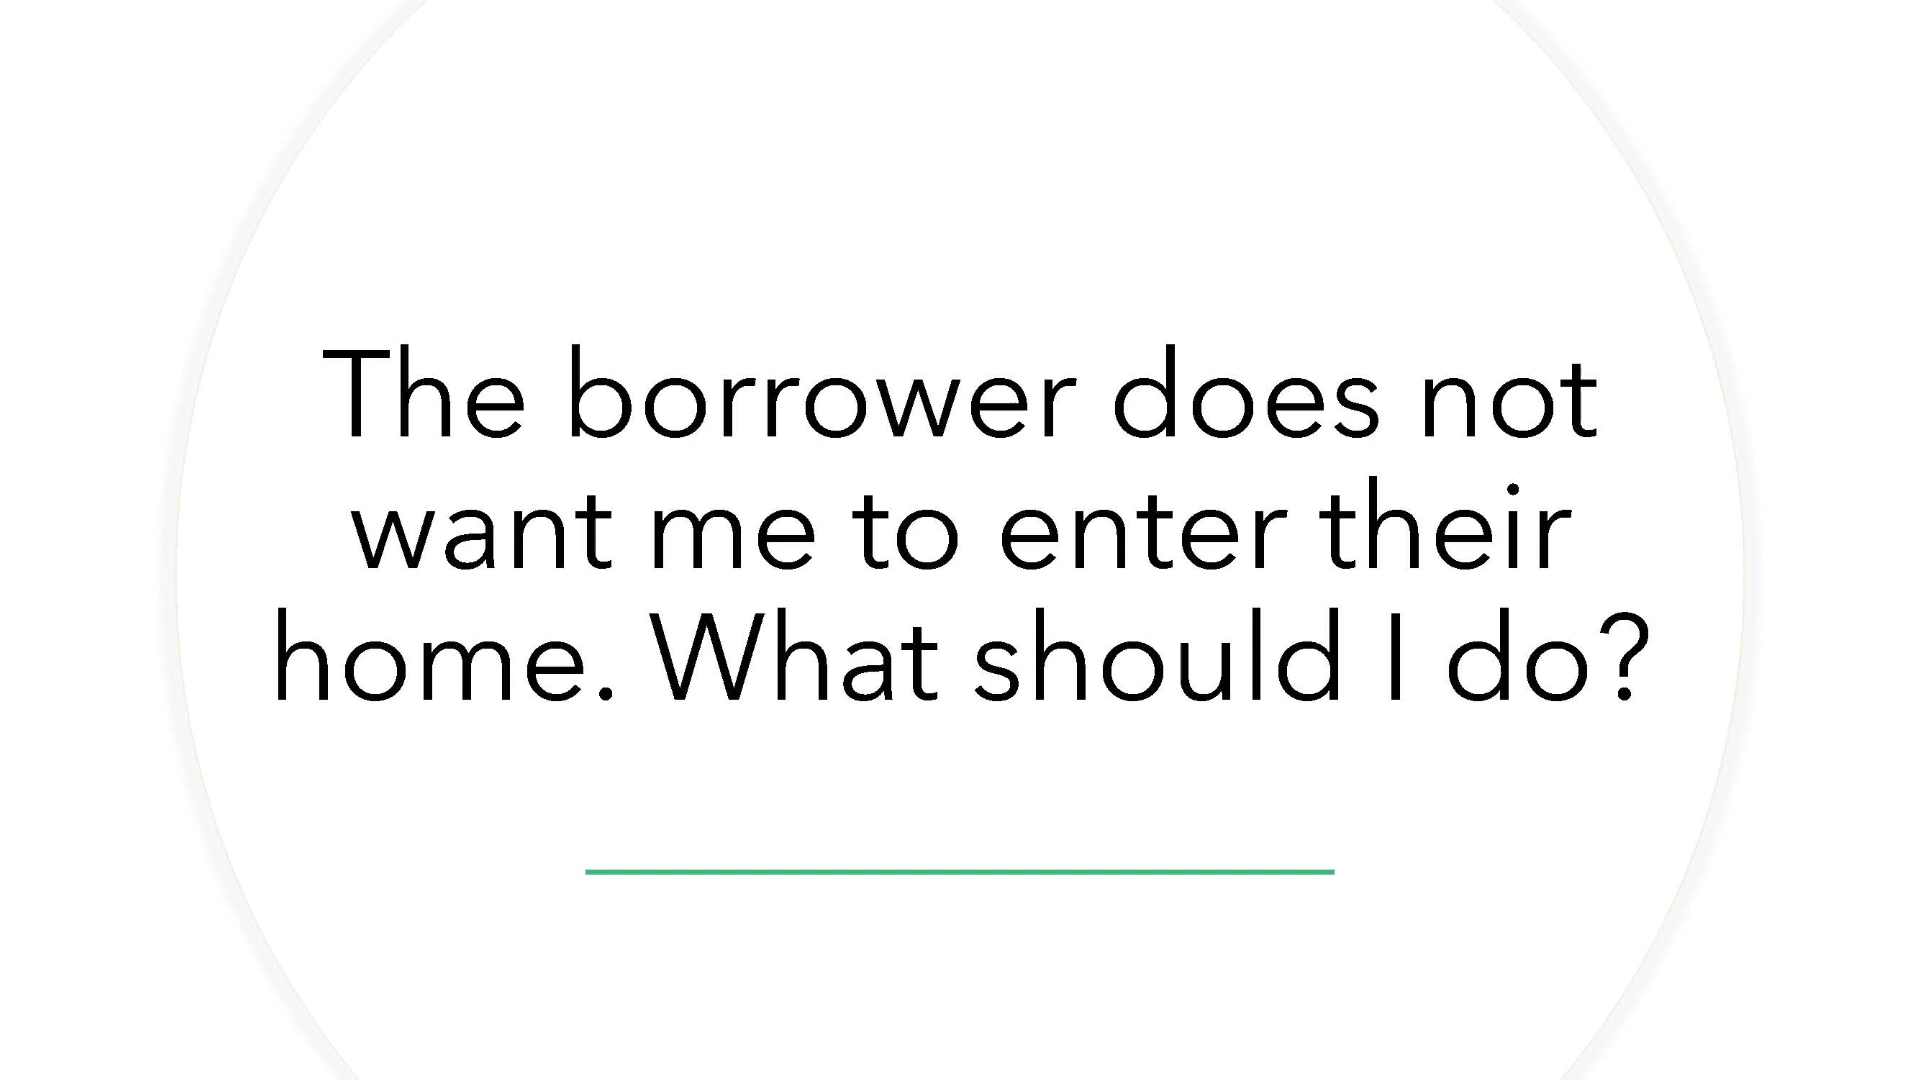 The borrower does not
want me to enter their
home. What should I do?